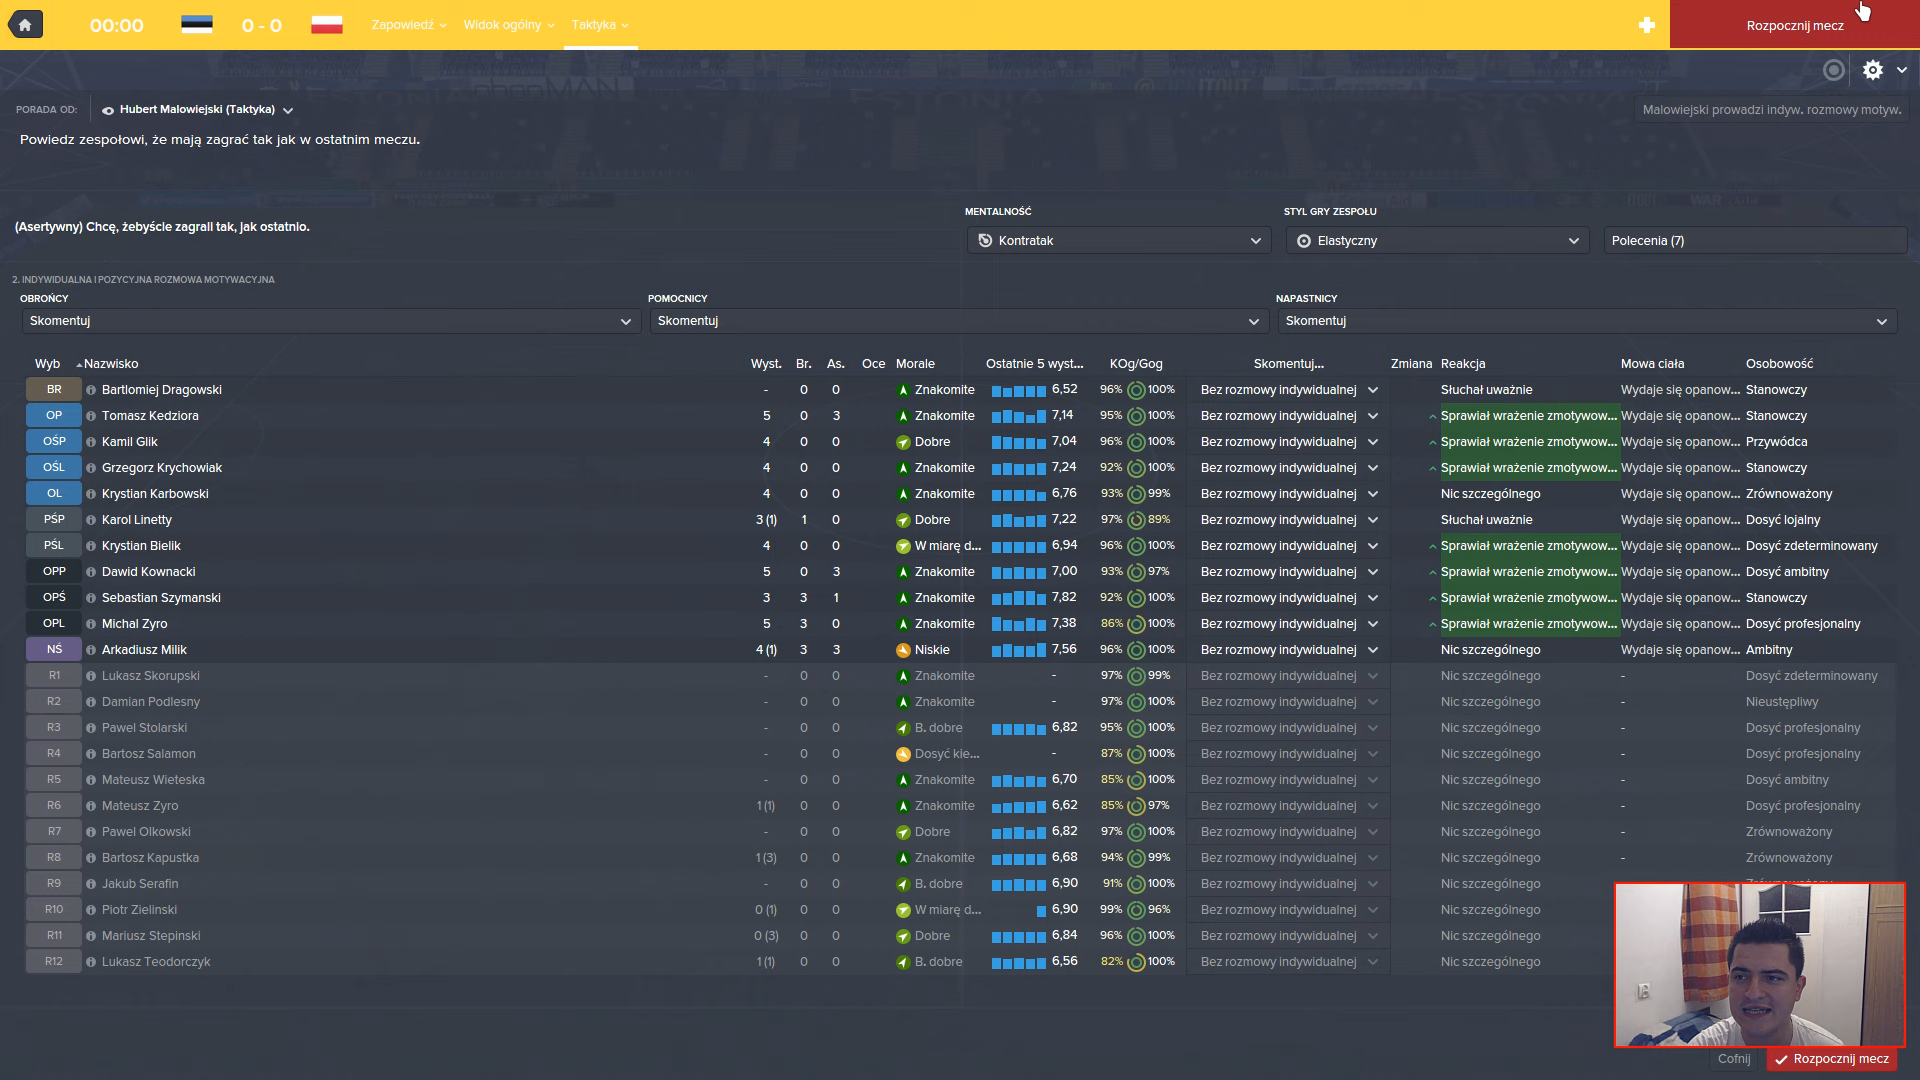 00:00 0 - 0 Zapowiedź Widok ogólny Taktyka Rozpocznij mecz
PORADA OD: Hubert Malowiejski (Taktyka) Malowiejski prowadzi indyw. rozmowy motyw.
Powiedz zespołowi, że mają zagrać tak jak w ostatnim meczu.
MENTALNOŚĆ STYL GRY ZESPOŁU
(Asertywny) Chcę, żebyście zagrali tak, jak ostatnio.
Kontratak Elastyczny Polecenia (7)
2. INDYWIDUALNA I POZYCYJNA ROZMOWA MOTYWACYJNA
OBROŃCY POMOCNICY NAPASTNICY
Skomentuj Skomentuj Skomentuj
Wyb Nazwisko Wyst. Br. As. Oce Morale Ostatnie 5 wyst... KOg/Gog Skomentuj... Zmiana Reakcja Mowa ciała Osobowość
BR Bartlomiej Dragowski - 0 0 Znakomite 6,52 96% 100% Bez rozmowy indywidualnej Słuchał uważnie Wydaje się opanow... Stanowczy
OP Tomasz Kedziora 5 0 3 Znakomite 7,14 95% 100% Bez rozmowy indywidualnej Sprawiał wrażenie zmotywow... Wydaje się opanow... Stanowczy
OŚP Kamil Glik 4 0 0 Dobre 7,04 96% 100% Bez rozmowy indywidualnej Sprawiał wrażenie zmotywow... Wydaje się opanow... Przywódca
OŚL Grzegorz Krychowiak 4 0 0 Znakomite 7,24 92% 100% Bez rozmowy indywidualnej Sprawiał wrażenie zmotywow... Wydaje się opanow... Stanowczy
OL Krystian Karbowski 4 0 0 Znakomite 6,76 93% 99% Bez rozmowy indywidualnej Nic szczególnego Wydaje się opanow... Zrównoważony
PŚP Karol Linetty 3 (1) 1 0 Dobre 7,22 97% 89% Bez rozmowy indywidualnej Słuchał uważnie Wydaje się opanow... Dosyć lojalny
PŚL Krystian Bielik 4 0 0 W miarę d... 6,94 96% 100% Bez rozmowy indywidualnej Sprawiał wrażenie zmotywow... Wydaje się opanow... Dosyć zdeterminowany
OPP Dawid Kownacki 5 0 3 Znakomite 7,00 93% 97% Bez rozmowy indywidualnej Sprawiał wrażenie zmotywow... Wydaje się opanow... Dosyć ambitny
OPŚ Sebastian Szymanski 3 3 1 Znakomite 7,82 92% 100% Bez rozmowy indywidualnej Sprawiał wrażenie zmotywow... Wydaje się opanow... Stanowczy
OPL Michal Zyro 5 3 0 Znakomite 7,38 86% 100% Bez rozmowy indywidualnej Sprawiał wrażenie zmotywow... Wydaje się opanow... Dosyć profesjonalny
NŚ Arkadiusz Milik 4 (1) 3 3 Niskie 7,56 96% 100% Bez rozmowy indywidualnej Nic szczególnego Wydaje się opanow... Ambitny
R1 Lukasz Skorupski - 0 0 Znakomite - 97% 99% Bez rozmowy indywidualnej Nic szczególnego - Dosyć zdeterminowany
R2 Damian Podlesny - 0 0 Znakomite - 97% 100% Bez rozmowy indywidualnej Nic szczególnego - Nieustępliwy
R3 Pawel Stolarski - 0 0 B. dobre 6,82 95% 100% Bez rozmowy indywidualnej Nic szczególnego - Dosyć profesjonalny
R4 Bartosz Salamon - 0 0 Dosyć kie... - 87% 100% Bez rozmowy indywidualnej Nic szczególnego - Dosyć profesjonalny
R5 Mateusz Wieteska - 0 0 Znakomite 6,70 85% 100% Bez rozmowy indywidualnej Nic szczególnego - Dosyć ambitny
R6 Mateusz Zyro 1 (1) 0 0 Znakomite 6,62 85% 97% Bez rozmowy indywidualnej Nic szczególnego - Dosyć profesjonalny
R7 Pawel Olkowski - 0 0 Dobre 6,82 97% 100% Bez rozmowy indywidualnej Nic szczególnego - Zrównoważony
R8 Bartosz Kapustka 1 (3) 0 0 Znakomite 6,68 94% 99% Bez rozmowy indywidualnej Nic szczególnego - Zrównoważony
R9 Jakub Serafin - 0 0 B. dobre 6,90 91% 100% Bez rozmowy indywidualnej Nic szczególnego
R10 Piotr Zielinski 0 (1) 0 0 W miarę d... 6,90 99% 96% Bez rozmowy indywidualnej Nic szczególnego
R11 Mariusz Stepinski 0 (3) 0 0 Dobre 6,84 96% 100% Bez rozmowy indywidualnej Nic szczególnego
R12 Lukasz Teodorczyk 1 (1) 0 0 B. dobre 6,56 82% 100% Bez rozmowy indywidualnej Nic szczególnego
Cofnij Rozpocznij mecz